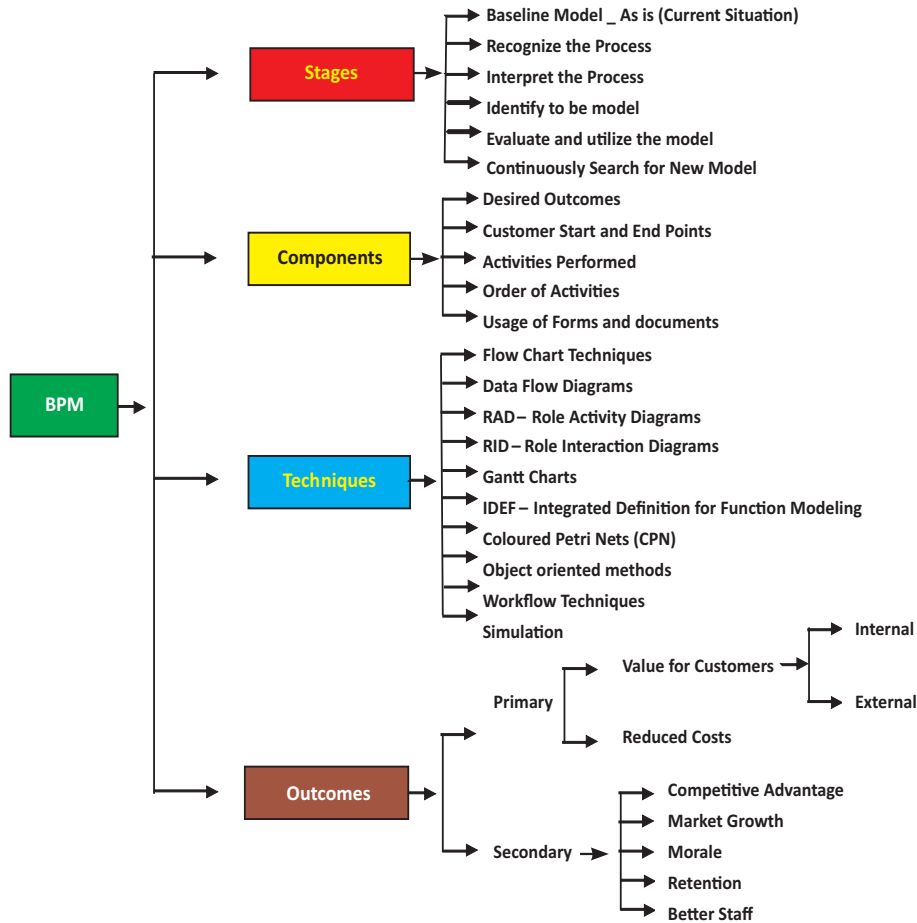 BPM
Stages
Baseline Model _ As is (Current Situation)
Recognize the Process
Interpret the Process
Identify to be model
Evaluate and utilize the model
Continuously Search for New Model
Components
Desired Outcomes
Customer Start and End Points
Activities Performed
Order of Activities
Usage of Forms and documents
Techniques
Flow Chart Techniques
Data Flow Diagrams
RAD – Role Activity Diagrams
RID – Role Interaction Diagrams
Gantt Charts
IDEF – Integrated Definition for Function Modeling
Coloured Petri Nets (CPN)
Object oriented methods
Workflow Techniques
Simulation
Outcomes
Primary
Value for Customers
Internal
External
Reduced Costs
Secondary
Competitive Advantage
Market Growth
Morale
Retention
Better Staff